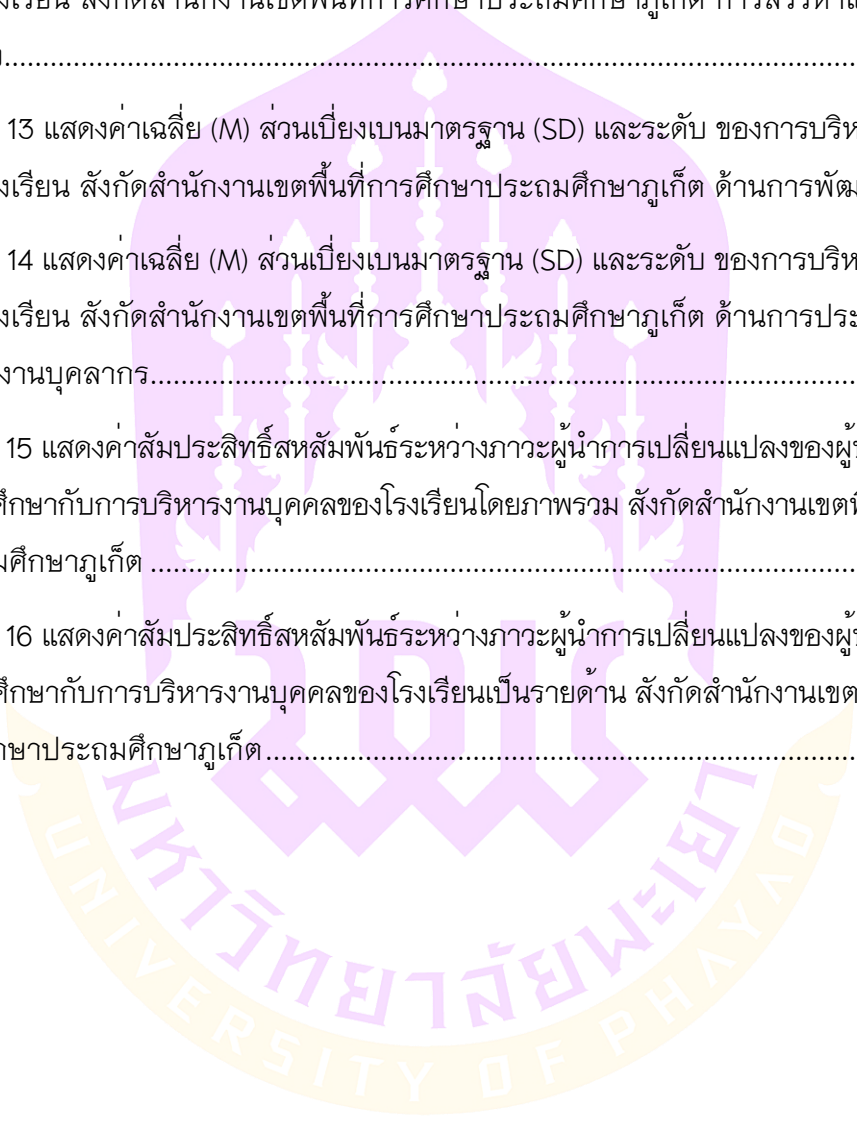 งเรียน สังกัดสำนักงานเขตพื้นที่การศึกษาประถมศึกษาภูเก็ต การสรรหาแ
....................................................................................................................
13 แสดงค่าเฉลี่ย (M) ส่วนเบี่ยงเบนมาตรฐาน (SD) และระดับ ของการบริห
งเรียน สังกัดสำนักงานเขตพื้นที่การศึกษาประถมศึกษาภูเก็ต ด้านการพัฒ
14 แสดงค่าเฉลี่ย (M) ส่วนเบี่ยงเบนมาตรฐาน (SD) และระดับ ของการบริห
งเรียน สังกัดสำนักงานเขตพื้นที่การศึกษาประถมศึกษาภูเก็ต ด้านการประ
งานบุคลากร................................................................................................
15 แสดงค่าสัมประสิทธิ์สหสัมพันธ์ระหว่างภาวะผู้นำการเปลี่ยนแปลงของผู้
ศึกษากับการบริหารงานบุคคลของโรงเรียนโดยภาพรวม สังกัดสำนักงานเขตพื
มศึกษาภูเก็ต ................................................................................................
16 แสดงค่าสัมประสิทธิ์สหสัมพันธ์ระหว่างภาวะผู้นำการเปลี่ยนแปลงของผู้
ศึกษากับการบริหารงานบุคคลของโรงเรียนเป็นรายด้าน สังกัดสำนักงานเขต
าษาประถมศึกษาภูเก็ต................................................................................
มหาวิทยาลัยพะเยา
UNIVERSITY OF PHAYAO